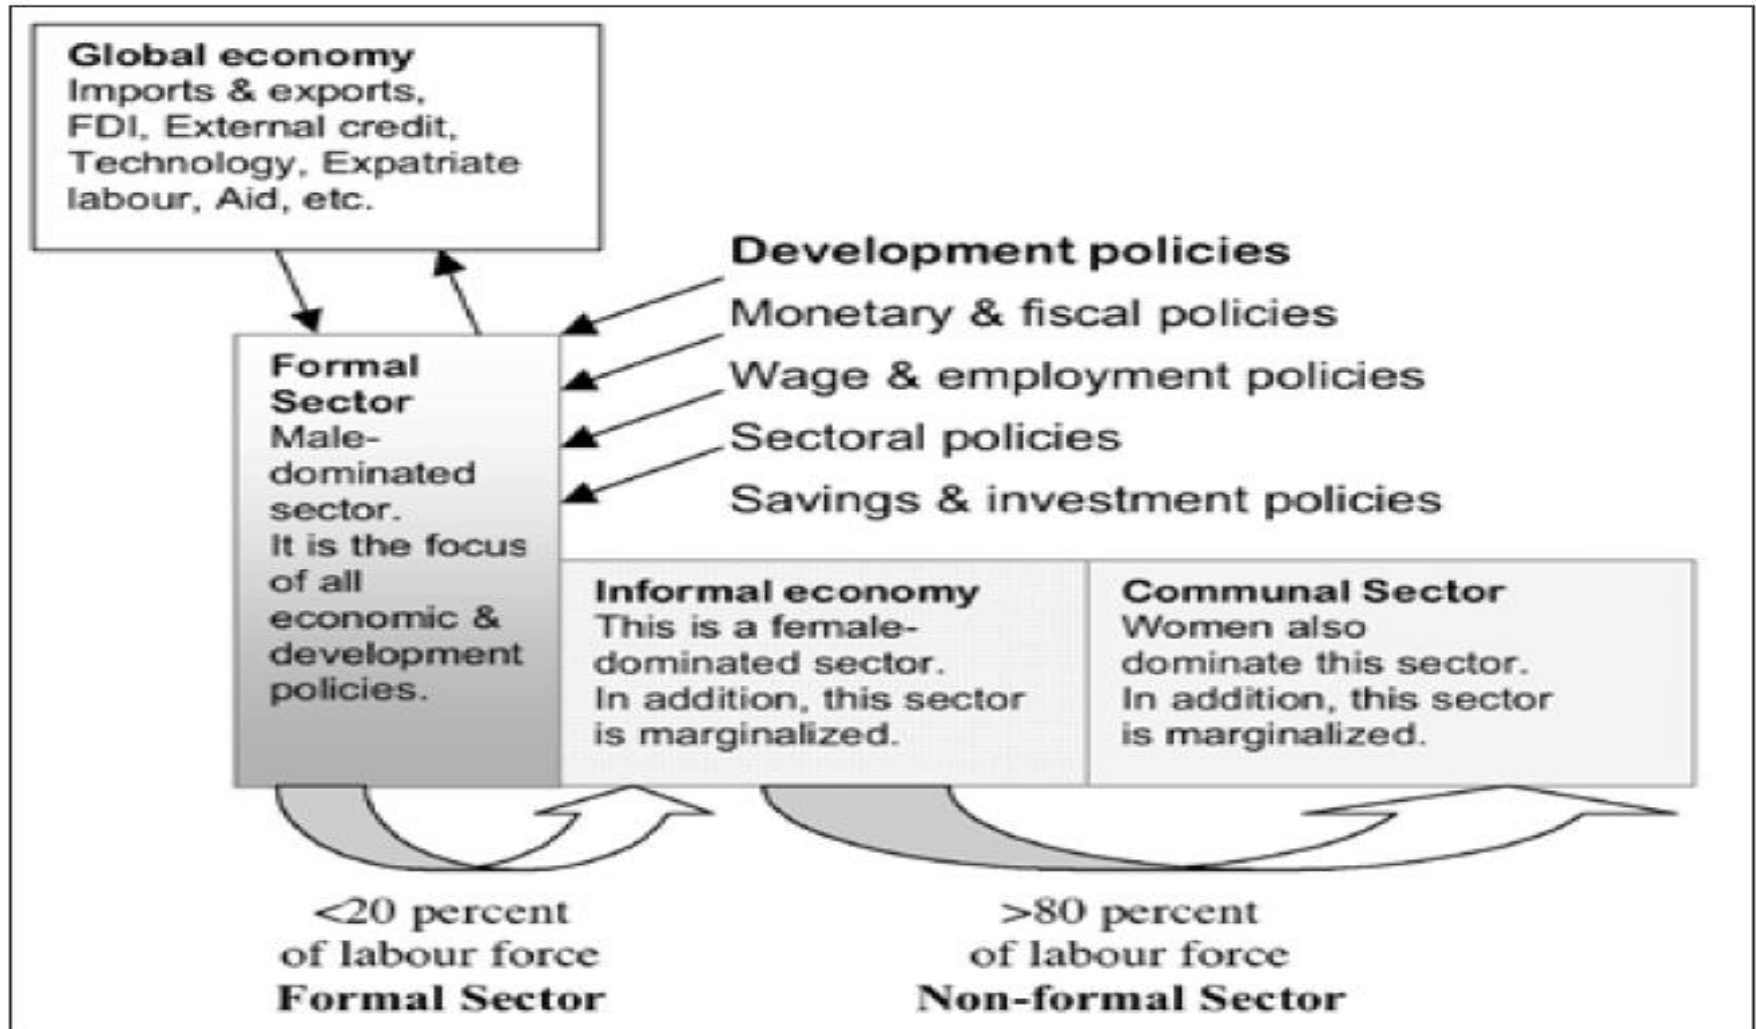 Global economy
Imports & exports,
FDI, External credit,
Technology, Expatriate
labour, Aid, etc.
Development policies
Monetary & fiscal policies
Wage & employment policies
Sectoral policies
Savings & investment policies
Formal
Sector
Male-
dominated
sector.
It is the focus
of all
economic &
development
policies.
Informal economy
This is a female-
dominated sector.
In addition, this sector
is marginalized.
Communal Sector
Women also
dominate this sector.
In addition, this sector
is marginalized.
<20 percent
of labour force
Formal Sector
>80 percent
of labour force
Non-formal Sector